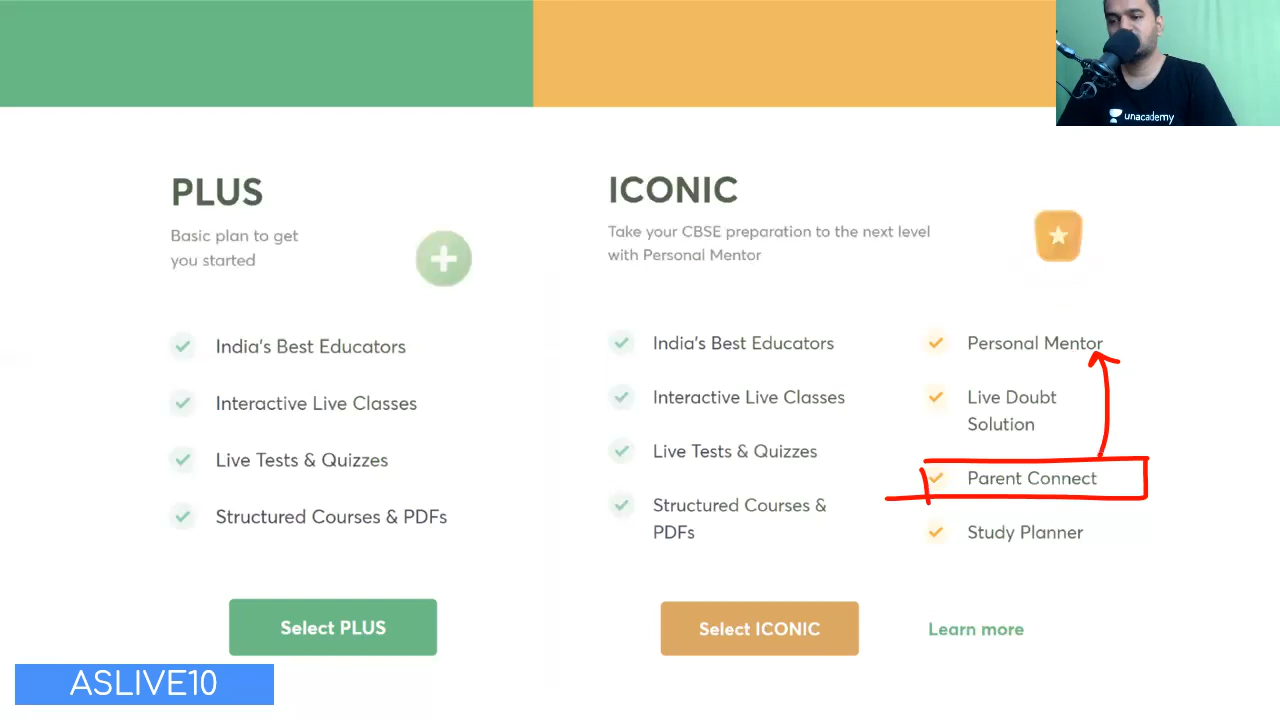 unacademy
PLUS
Basic plan to get
you started
India's Best Educators
Interactive Live Classes
Live Tests & Quizzes
Structured Courses & PDFs
Select PLUS
ICONIC
Take your CBSE preparation to the next level
with Personal Mentor
India's Best Educators
Interactive Live Classes
Live Tests & Quizzes
Structured Courses &
PDFs
Personal Mentor
Live Doubt
Solution
Parent Connect
Study Planner
Select ICONIC
Learn more
ASLIVE10